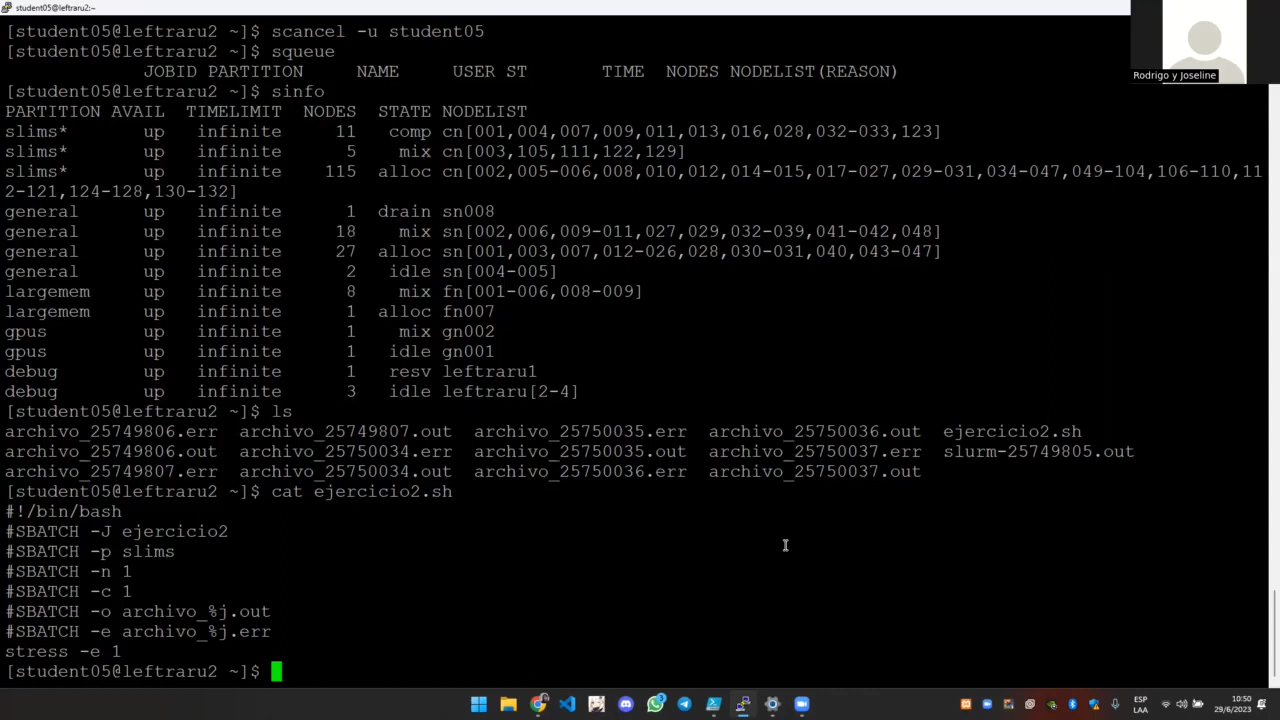 student05@leftraru2:~
[student05@leftraru2 ~]$ scancel -u student05
[student05@leftraru2 ~]$ squeue
JOBID PARTITION NAME USER ST TIME NODES NODELIST(REASON)
[student05@leftraru2 ~]$ sinfo
PARTITION AVAIL TIMELIMIT NODES STATE NODELIST
slims* up infinite 11 comp cn[001,004,007,009,011,013,016,028,032-033,123]
slims* up infinite 5 mix cn[003,105,111,122,129]
slims* up infinite 115 alloc cn[002,005-006,008,010,012,014-015,017-027,029-031,034-047,049-104,106-110,11
2-121,124-128,130-132]
general up infinite 1 drain sn008
general up infinite 18 mix sn[002,006,009-011,027,029,032-039,041-042,048]
general up infinite 27 alloc sn[001,003,007,012-026,028,030-031,040,043-047]
general up infinite 2 idle sn[004-005]
largemem up infinite 8 mix fn[001-006,008-009]
largemem up infinite 1 alloc fn007
gpus up infinite 1 mix gn002
gpus up infinite 1 idle gn001
debug up infinite 1 resv leftraru1
debug up infinite 3 idle leftraru[2-4]
[student05@leftraru2 ~]$ ls
archivo_25749806.err archivo_25749807.out archivo_25750035.err archivo_25750036.out ejercicio2.sh
archivo_25749806.out archivo_25750034.err archivo_25750035.out archivo_25750037.err slurm-25749805.out
archivo_25749807.err archivo_25750034.out archivo_25750036.err archivo_25750037.out
[student05@leftraru2 ~]$ cat ejercicio2.sh
#!/bin/bash
#SBATCH -J ejercicio2
#SBATCH -p slims
#SBATCH -n 1
#SBATCH -c 1
#SBATCH -o archivo_%j.out
#SBATCH -e archivo_%j.err
stress -e 1
[student05@leftraru2 ~]$
Rodrigo y Joseline
3
ESP
LAA
10:50
29/6/2023